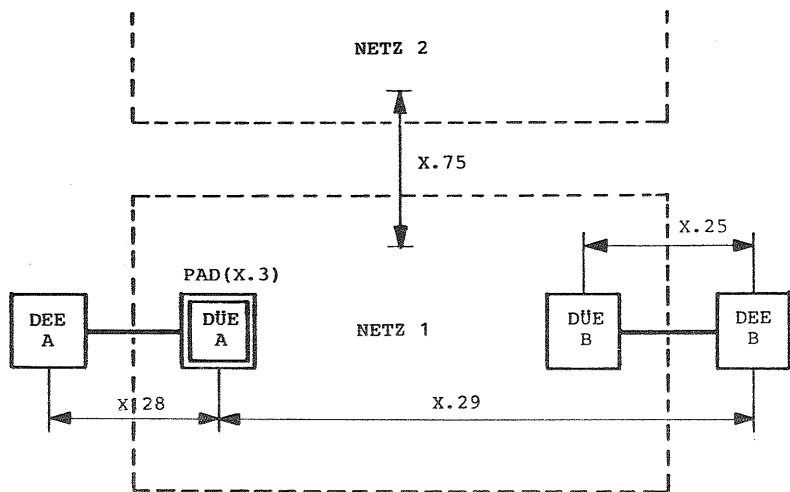 NETZ 2
X.75
X.25
PAD(X.3)
DEE
A
DÜE
A
NETZ 1
DÜE
B
DEE
B
X.28
X.29